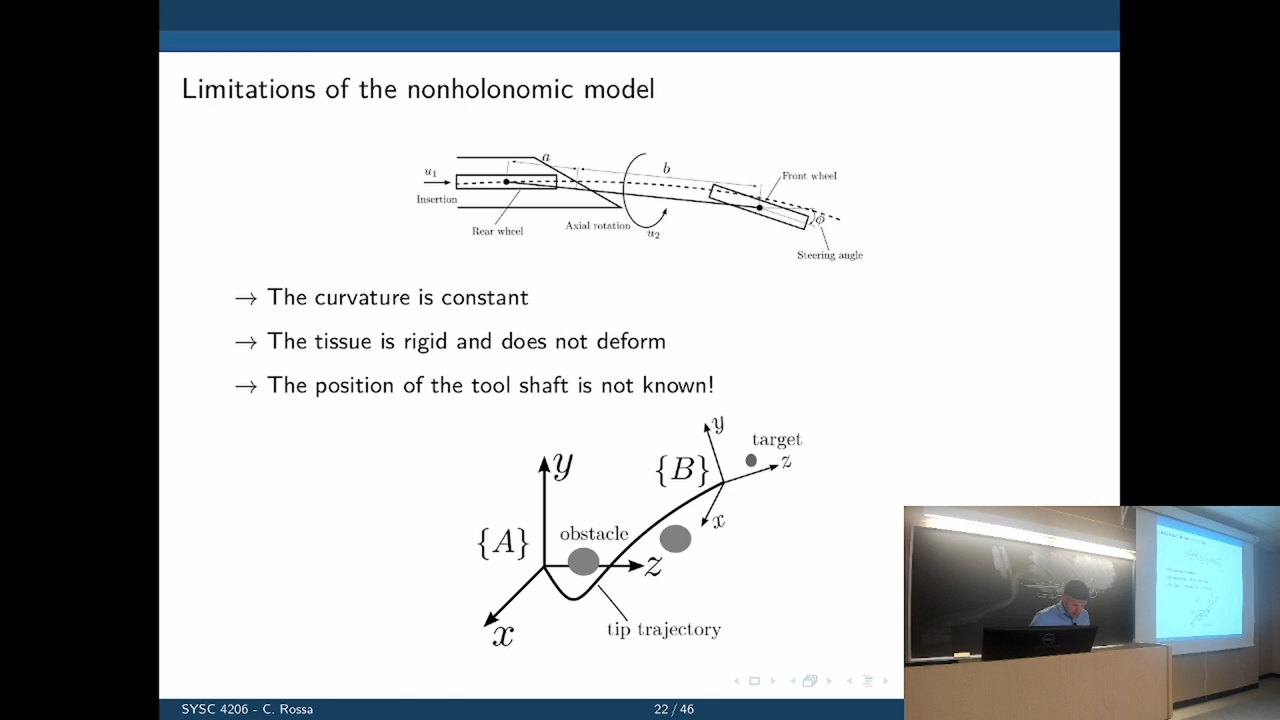 Limitations of the nonholonomic model
a
b
u₁
Front wheel
Insertion
ϕ
Rear wheel
Axial rotation
u₂
Steering angle
→ The curvature is constant
→ The tissue is rigid and does not deform
→ The position of the tool shaft is not known!
y
target
y
{B}
z
x
obstacle
{A}
z
x
tip trajectory
SYSC 4206 - C. Rossa
22 / 46